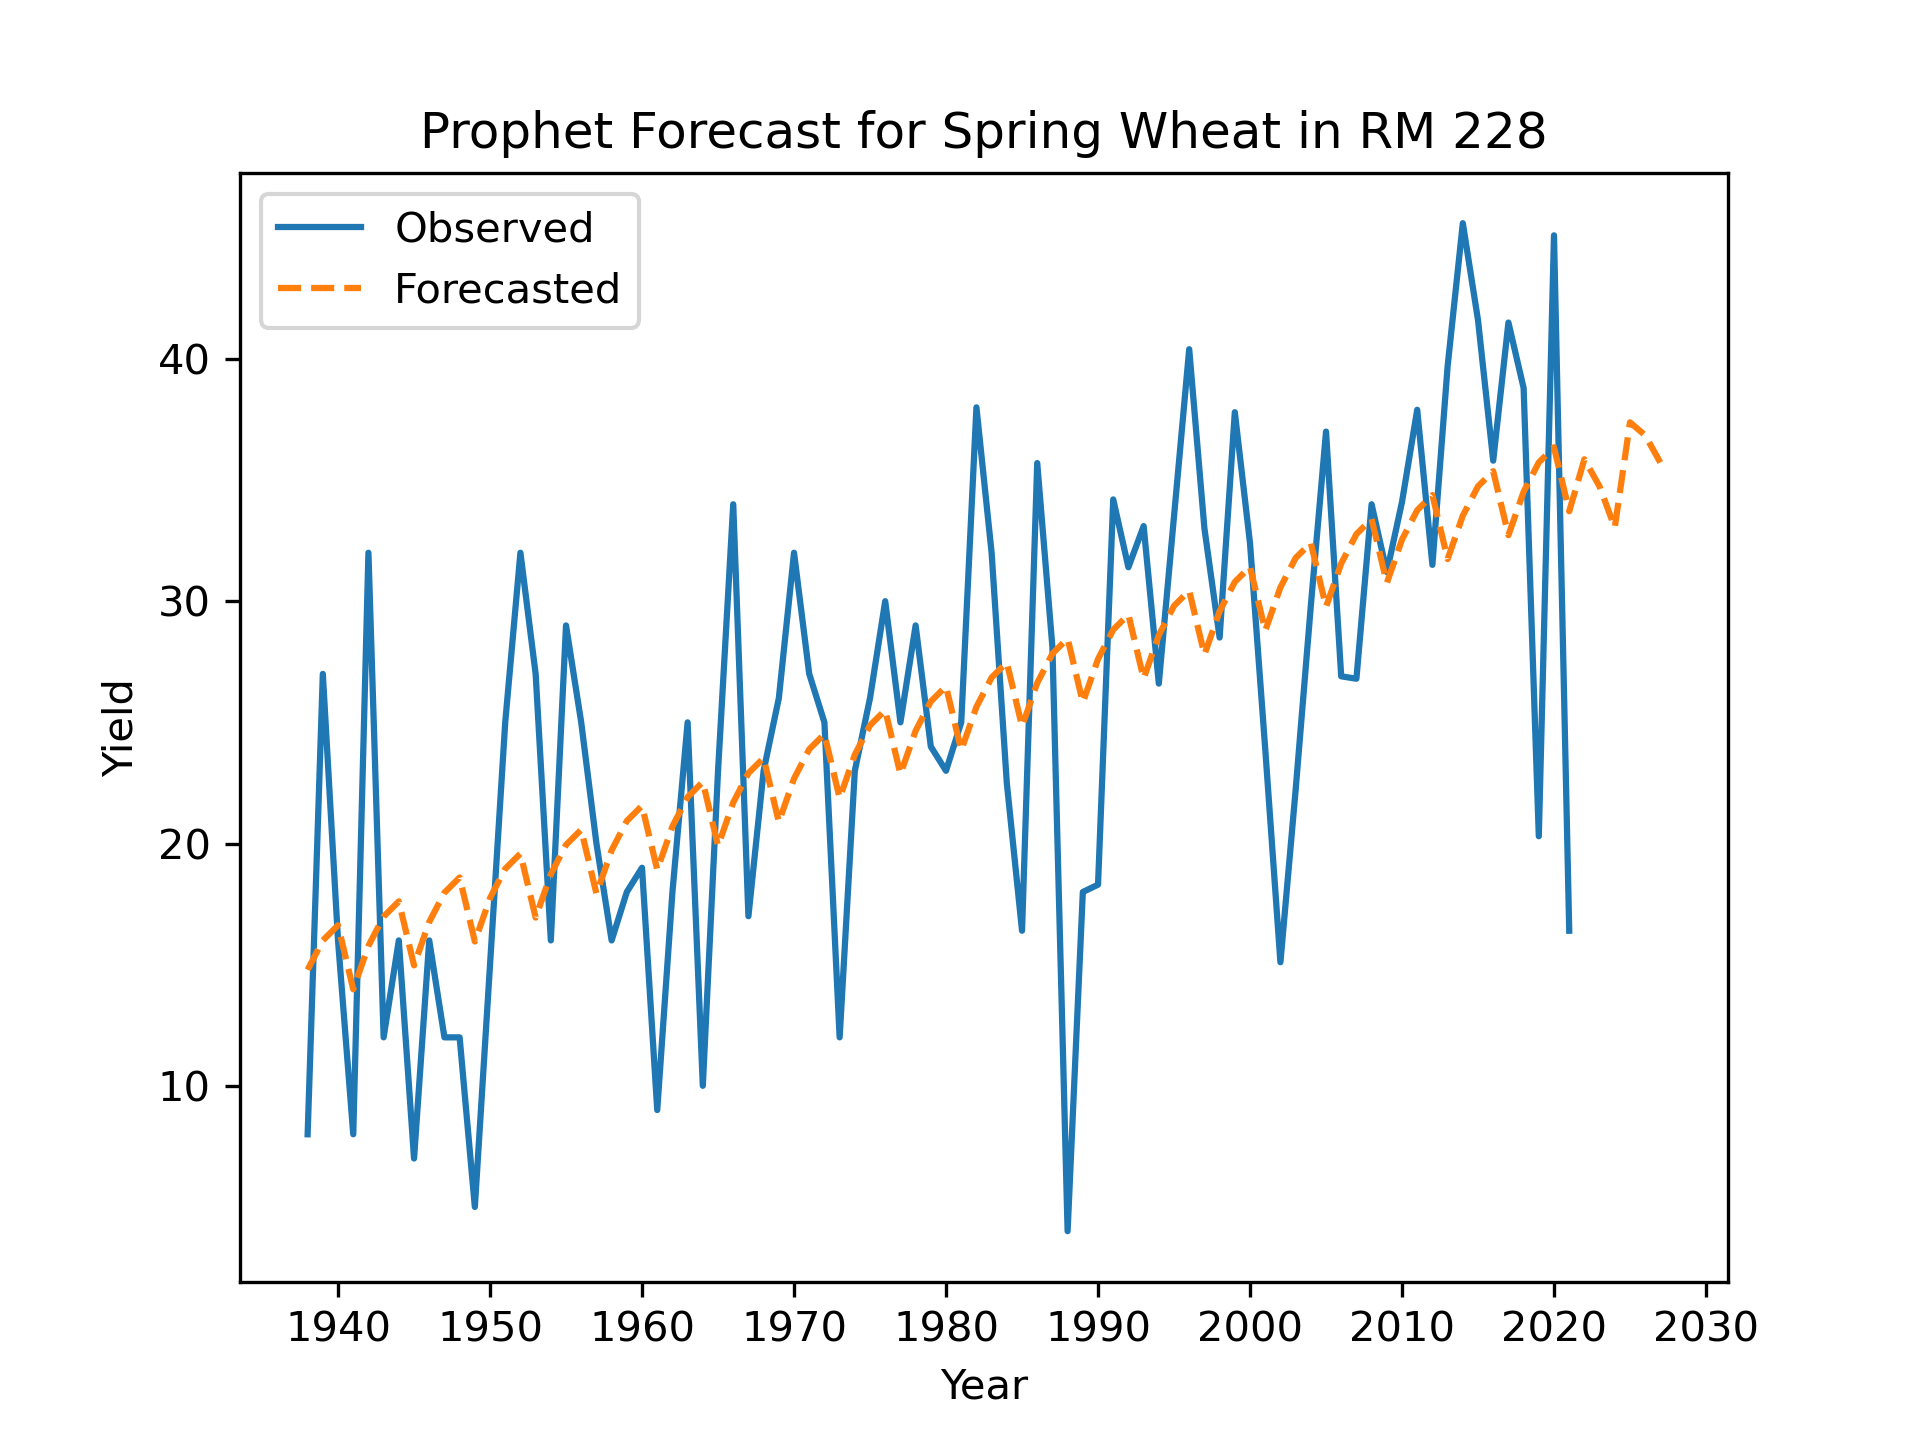 Prophet Forecast for Spring Wheat in RM 228
Observed
Forecasted
40
30
20
10
Yield
1940 1950 1960 1970 1980 1990 2000 2010 2020 2030
Year